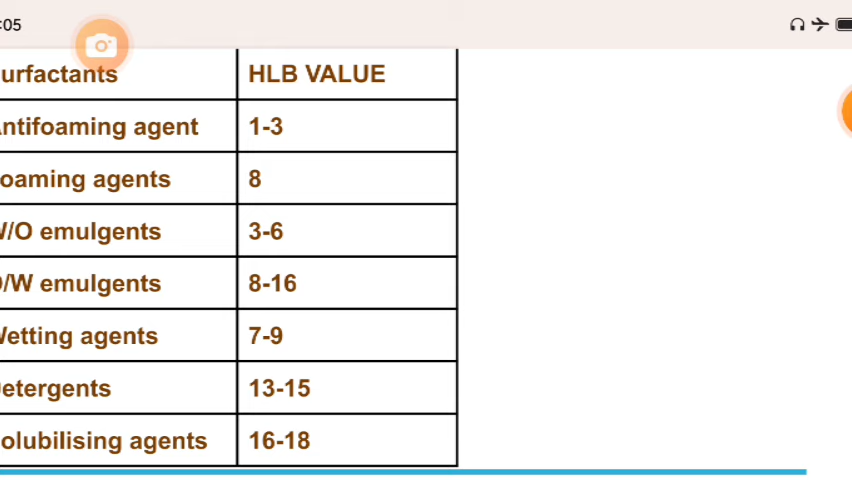 :05
urfactants HLB VALUE
ntifoaming agent 1-3
oaming agents 8
/O emulgents 3-6
/W emulgents 8-16
etting agents 7-9
etergents 13-15
olubilising agents 16-18